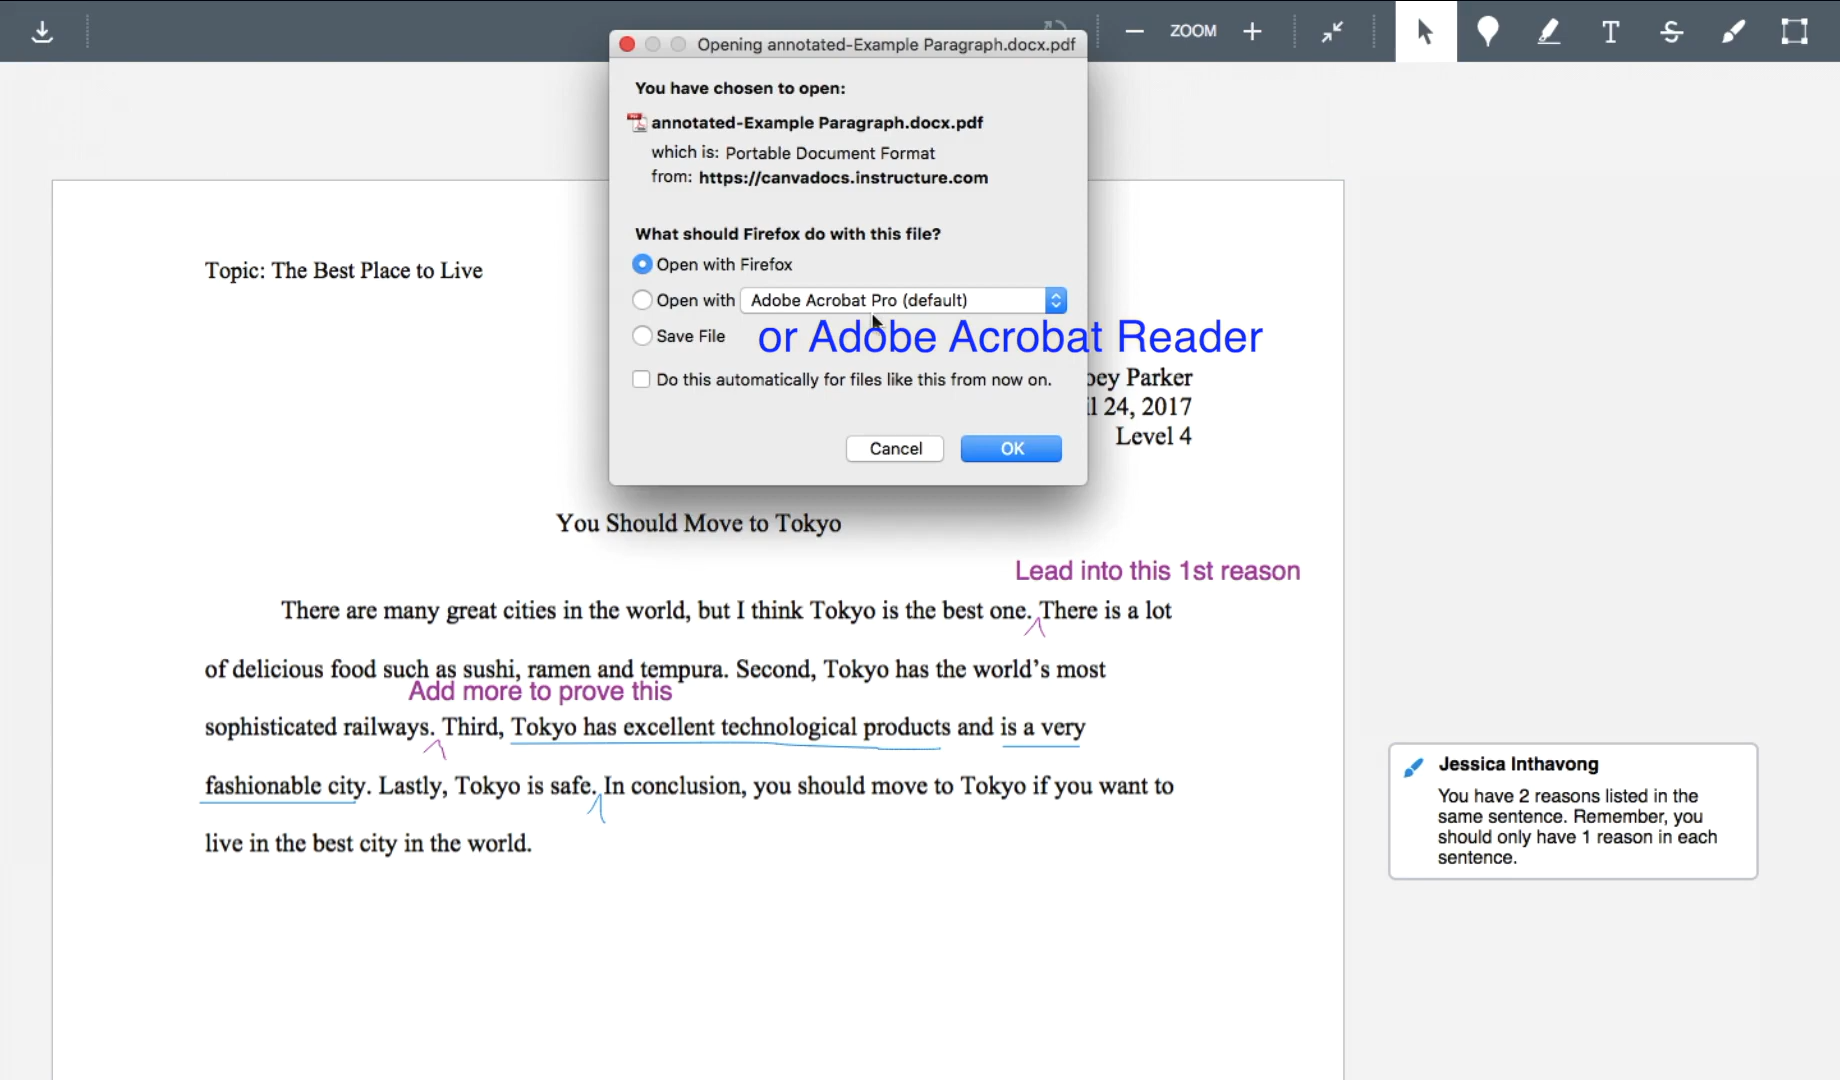 ZOOM
Opening annotated-Example Paragraph.docx.pdf
You have chosen to open:
annotated-Example Paragraph.docx.pdf
which is: Portable Document Format
from: https://canvadocs.instructure.com
What should Firefox do with this file?
Open with Firefox
Open with Adobe Acrobat Pro (default)
Save File
or Adobe Acrobat Reader
Do this automatically for files like this from now on.
Cancel OK
Topic: The Best Place to Live
Parker
24, 2017
Level 4
You Should Move to Tokyo
Lead into this 1st reason
There are many great cities in the world, but I think Tokyo is the best one. There is a lot
of delicious food such as sushi, ramen and tempura. Second, Tokyo has the world’s most
Add more to prove this
sophisticated railways. Third, Tokyo has excellent technological products and is a very
fashionable city. Lastly, Tokyo is safe. In conclusion, you should move to Tokyo if you want to
live in the best city in the world.
Jessica Inthavong
You have 2 reasons listed in the
same sentence. Remember, you
should only have 1 reason in each
sentence.